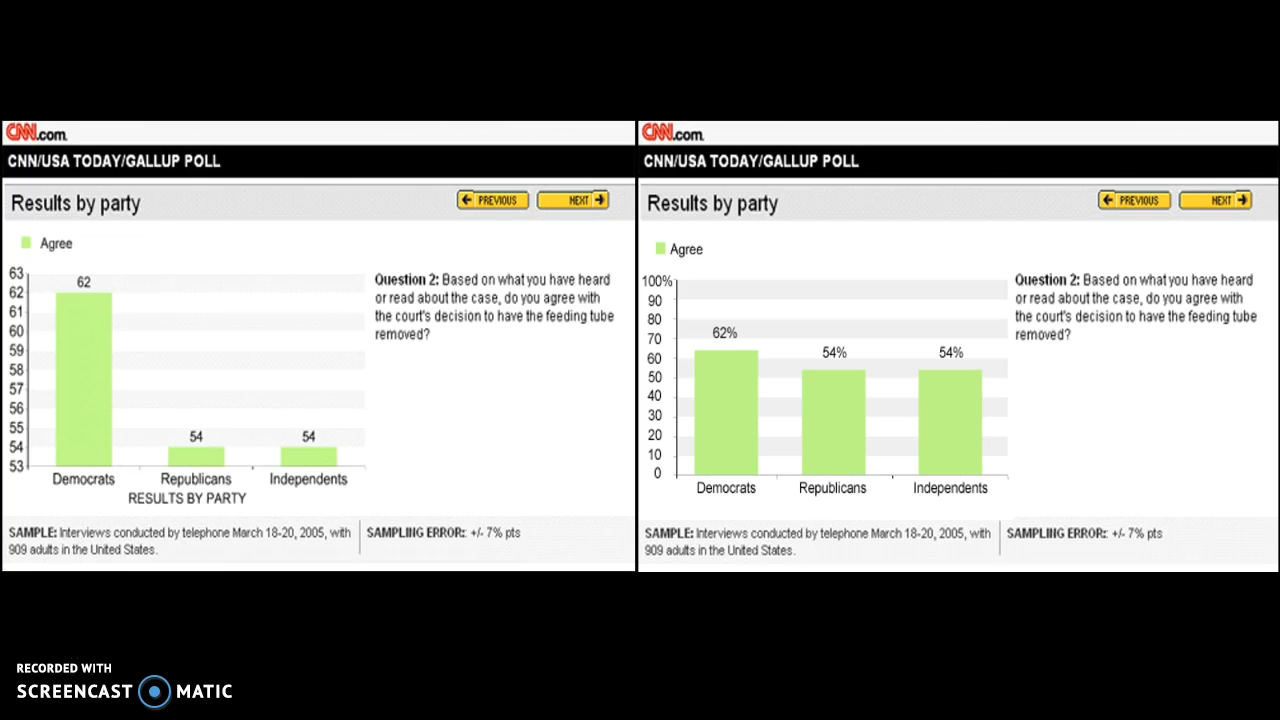 CNN.com
CNN/USA TODAY/GALLUP POLL
Results by party
PREVIOUS
NEXT
Agree
63
62
61
60
59
58
57
56
55
54
53
62
54
54
Democrats
Republicans
Independents
RESULTS BY PARTY
Question 2: Based on what you have heard
or read about the case, do you agree with
the court's decision to have the feeding tube
removed?
SAMPLE: Interviews conducted by telephone March 18-20, 2005, with
909 adults in the United States.
SAMPLING ERROR: +/- 7% pts
CNN.com
CNN/USA TODAY/GALLUP POLL
Results by party
PREVIOUS
NEXT
Agree
100%
90
80
70
60
50
40
30
20
10
0
62%
54%
54%
Democrats
Republicans
Independents
Question 2: Based on what you have heard
or read about the case, do you agree with
the court's decision to have the feeding tube
removed?
SAMPLE: Interviews conducted by telephone March 18-20, 2005, with
909 adults in the United States.
SAMPLING ERROR: +/- 7% pts
RECORDED WITH
SCREENCAST MATIC